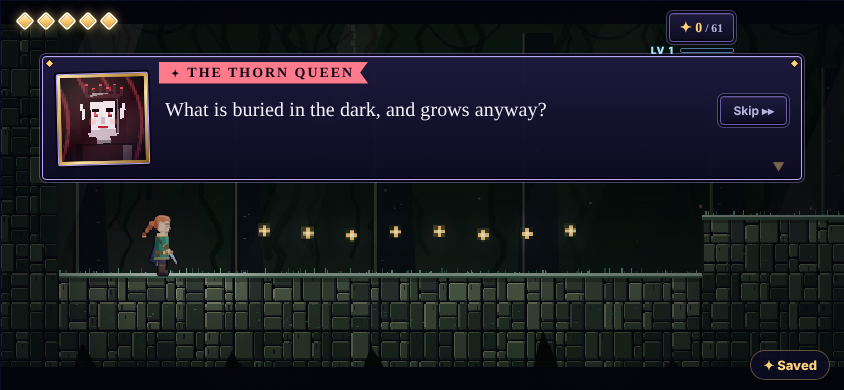 ✦ 0 / 61
LV 1
✦ THE THORN QUEEN
What is buried in the dark, and grows anyway?
Skip ▸▸
✦ Saved